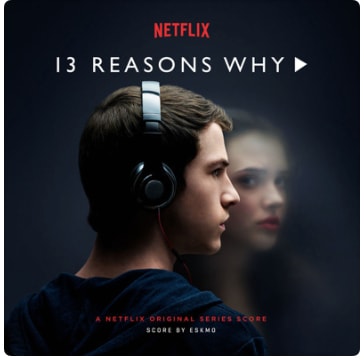 NETFLIX
13 REASONS WHY
A NETFLIX ORIGINAL SERIES SCORE
SCORE BY ESKMO